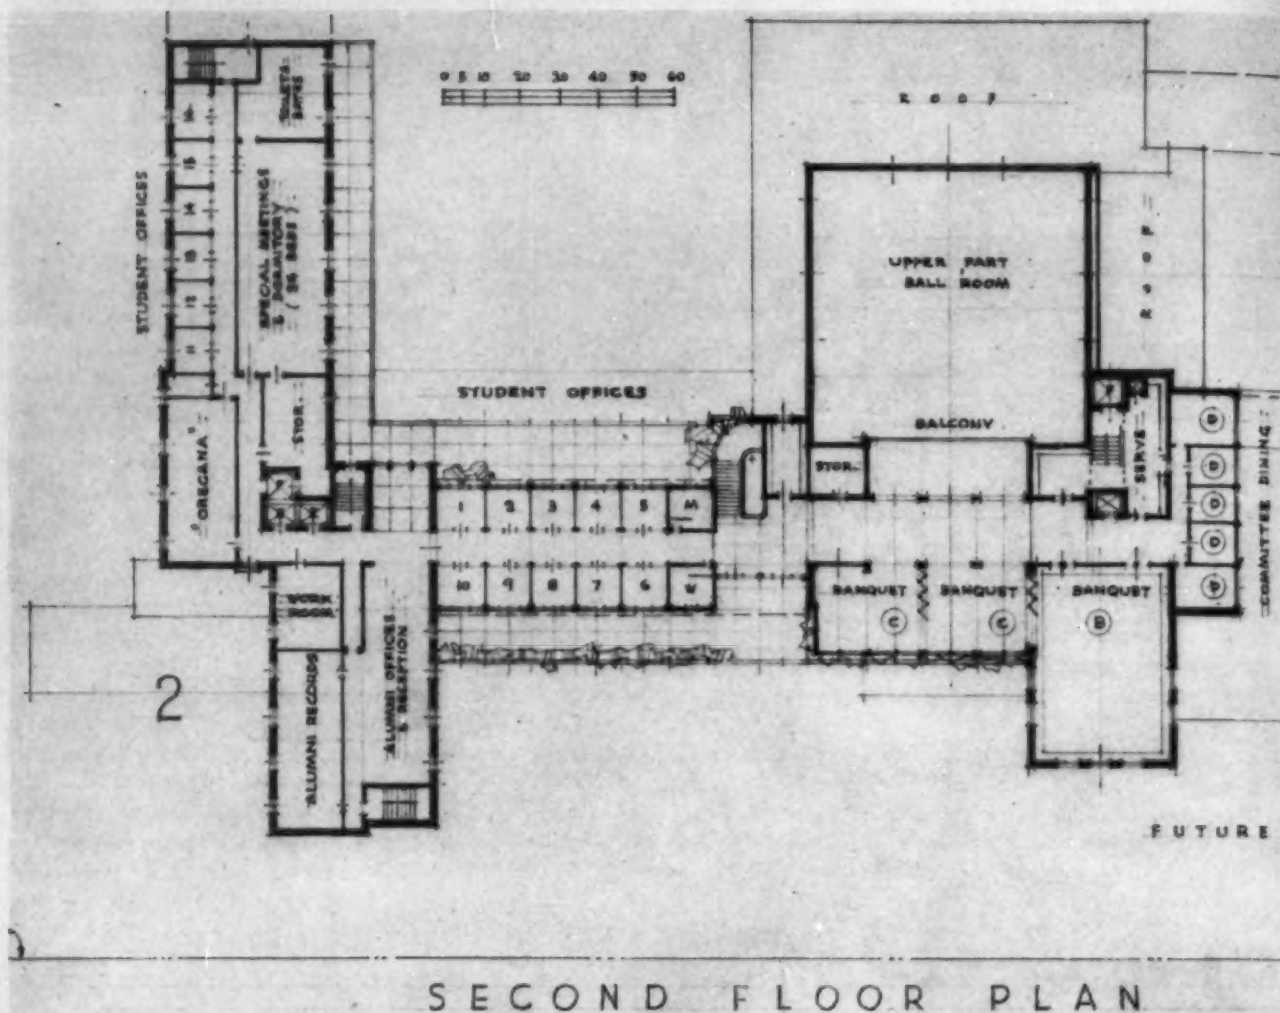 0 5 10 20 30 40 50 60
ROOF
TOILETS
BATHS
16
15
14
13
12
11
STUDENT OFFICES
SPECIAL MEETINGS
& DORMITORY
( 36 BEDS )
ROOF
UPPER PART
BALL ROOM
STUDENT OFFICES
STOR.
"OREGANA"
BALCONY
STOR.
SERVE
COMMITTEE DINING
D
D
D
D
D
1 2 3 4 5 M
10 9 8 7 6 W
WORK
ROOM
BANQUET
C
BANQUET
C
BANQUET
B
ALUMNI OFFICES
& RECEPTION
ALUMNI RECORDS
2
FUTURE
SECOND FLOOR PLAN